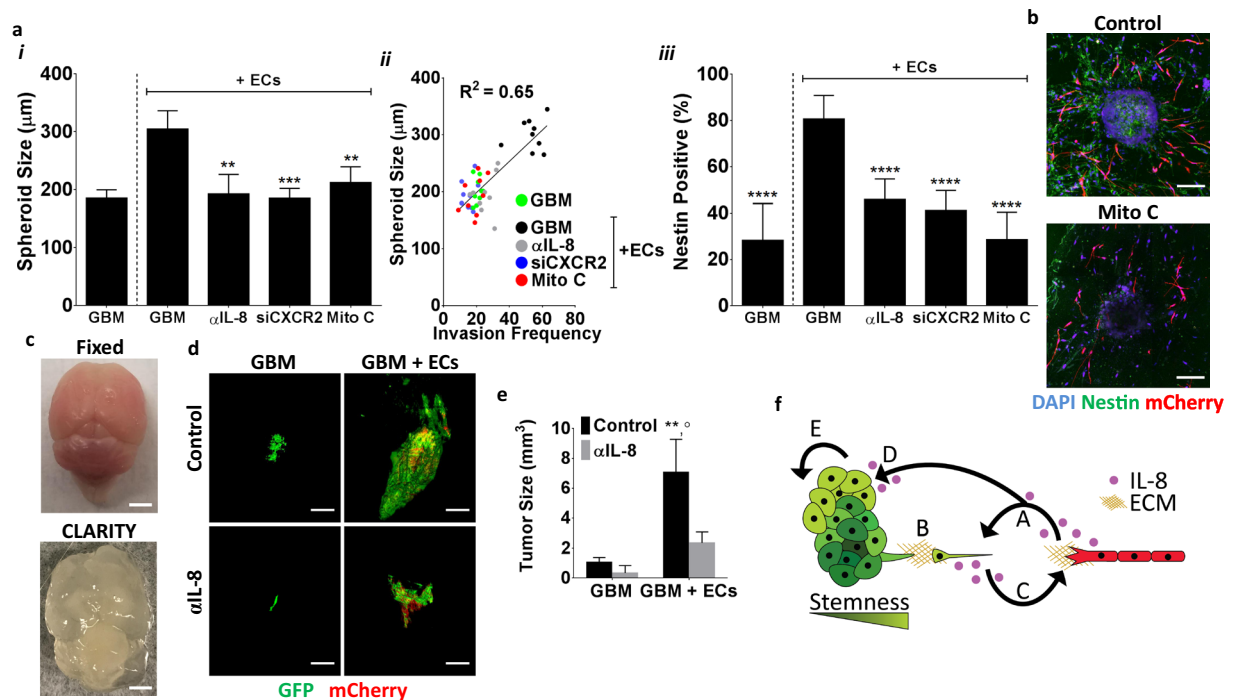 a
i
+ ECs
Spheroid Size (μm)
400
300
200
100
0
**
***
**
GBM
GBM
αIL-8
siCXCR2
Mito C
ii
R² = 0.65
Spheroid Size (μm)
400
300
200
100
0
0
20
40
60
80
Invasion Frequency
GBM
GBM
αIL-8
siCXCR2
Mito C
+ECs
iii
+ ECs
Nestin Positive (%)
100
80
60
40
20
0
****
****
****
****
GBM
GBM
αIL-8
siCXCR2
Mito C
b
Control
Mito C
DAPI Nestin mCherry
c
Fixed
CLARITY
d
GBM
GBM + ECs
Control
αIL-8
GFP mCherry
e
Tumor Size (mm³)
10
8
6
4
2
0
Control
αIL-8
**,°
GBM
GBM + ECs
f
E
D
A
B
C
IL-8
ECM
Stemness